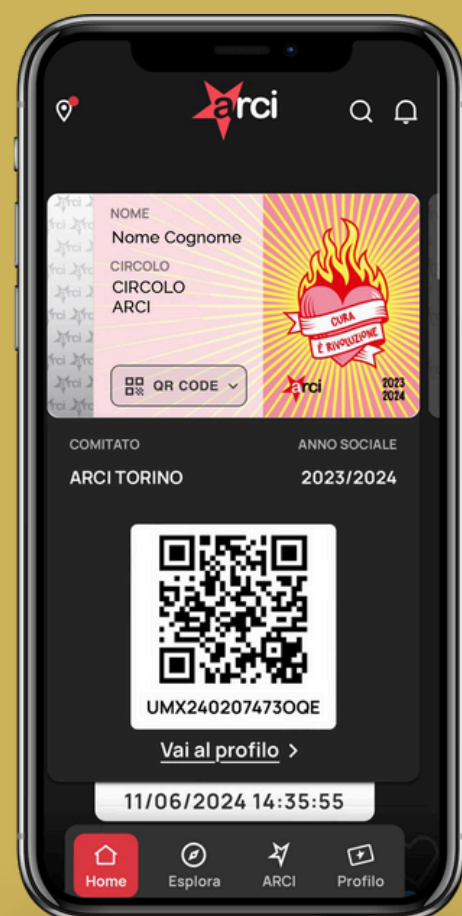 arci
NOME
Nome Cognome
CIRCOLO
CIRCOLO
ARCI
QR CODE
CURA
È RIVOLUZIONE
arci
2023
2024
COMITATO
ANNO SOCIALE
ARCI TORINO
2023/2024
UMX240207473OQE
Vai al profilo >
11/06/2024 14:35:55
Home
Esplora
ARCI
Profilo